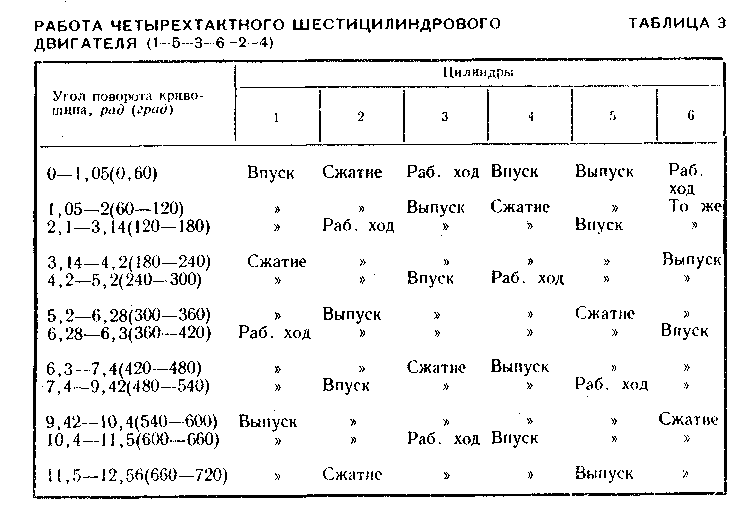 РАБОТА ЧЕТЫРЕХТАКТНОГО ШЕСТИЦИЛИНДРОВОГО ТАБЛИЦА 3
ДВИГАТЕЛЯ (1—5—3—6—2—4)
Цилиндры
Угол поворота криво-
шипа, рад (град)
1 2 3 4 5 6
0—1,05(0,60) Впуск Сжатие Раб. ход Впуск Выпуск Раб.
ход
1,05—2(60—120) » » Выпуск Сжатие » То же
2,1—3,14(120—180) » Раб. ход » » Впуск »
3,14—4,2(180—240) Сжатие » » » » Выпуск
4,2—5,2(240—300) » » Впуск Раб. ход » »
5,2—6,28(300—360) » Выпуск » » Сжатие »
6,28—6,3(360—420) Раб. ход » » » » Впуск
6,3—7,4(420—480) » » Сжатие Выпуск » »
7,4—9,42(480—540) » Впуск » » Раб. ход »
9,42—10,4(540—600) Выпуск » » » » Сжатие
10,4—11,5(600—660) » » Раб. ход Впуск » »
11,5—12,56(660—720) » Сжатие » » Выпуск »